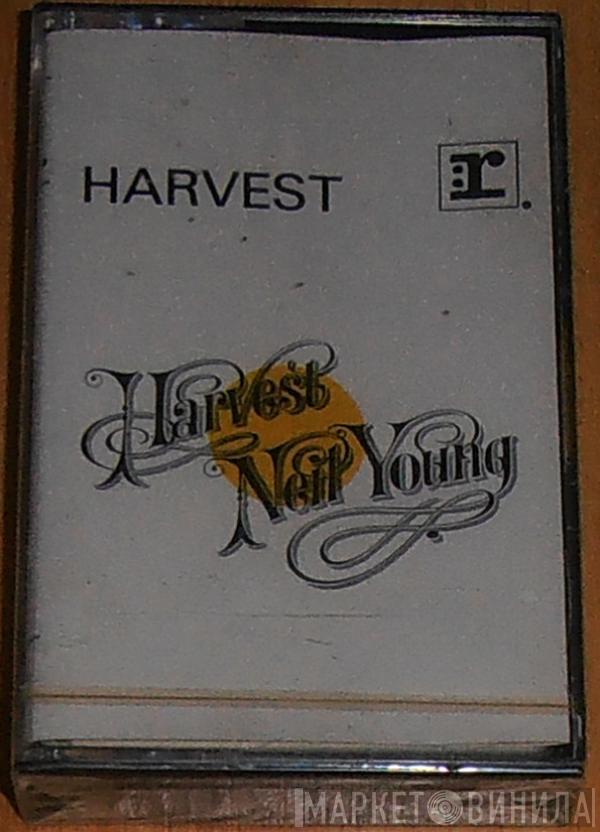 HARVEST
r.
Harvest
Neil Young
МАРКЕТ ВИНИЛА